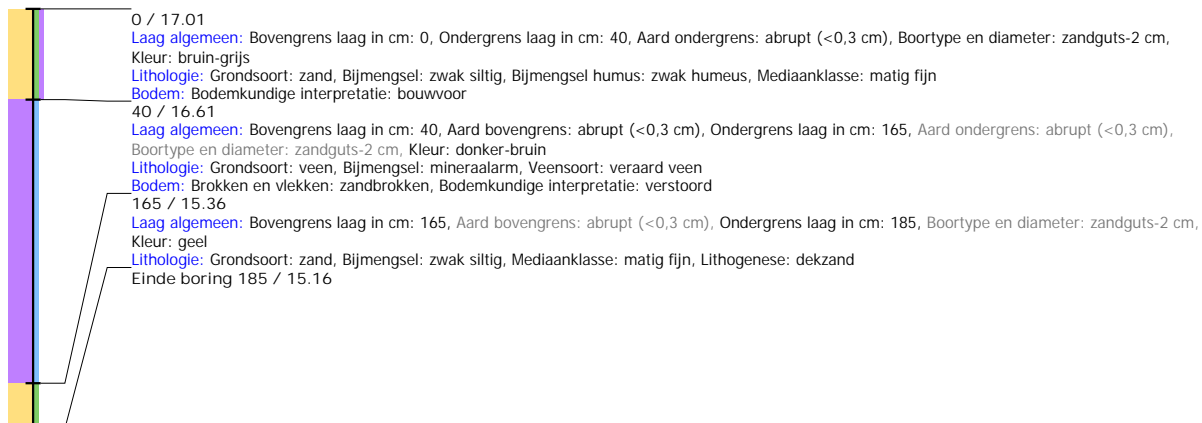 0 / 17.01
Laag algemeen: Bovengrens laag in cm: 0, Ondergrens laag in cm: 40, Aard ondergrens: abrupt (<0,3 cm), Boortype en diameter: zandguts-2 cm,
Kleur: bruin-grijs
Lithologie: Grondsoort: zand, Bijmengsel: zwak siltig, Bijmengsel humus: zwak humeus, Mediaanklasse: matig fijn
Bodem: Bodemkundige interpretatie: bouwvoor
40 / 16.61
Laag algemeen: Bovengrens laag in cm: 40, Aard bovengrens: abrupt (<0,3 cm), Ondergrens laag in cm: 165, Aard ondergrens: abrupt (<0,3 cm),
Boortype en diameter: zandguts-2 cm, Kleur: donker-bruin
Lithologie: Grondsoort: veen, Bijmengsel: mineraalarm, Veensoort: veraard veen
Bodem: Brokken en vlekken: zandbrokken, Bodemkundige interpretatie: verstoord
165 / 15.36
Laag algemeen: Bovengrens laag in cm: 165, Aard bovengrens: abrupt (<0,3 cm), Ondergrens laag in cm: 185, Boortype en diameter: zandguts-2 cm,
Kleur: geel
Lithologie: Grondsoort: zand, Bijmengsel: zwak siltig, Mediaanklasse: matig fijn, Lithogenese: dekzand
Einde boring 185 / 15.16